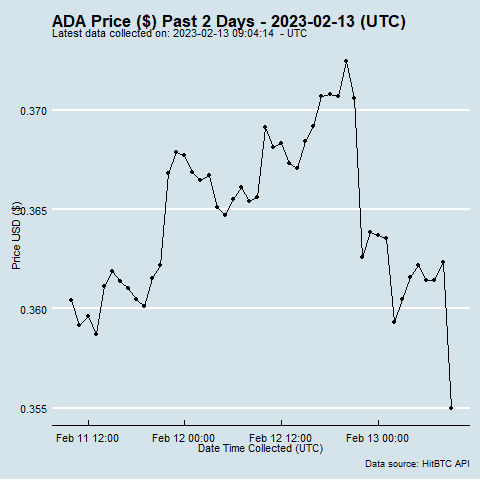 ADA Price ($) Past 2 Days - 2023-02-13 (UTC)
Latest data collected on: 2023-02-13 09:04:14  - UTC
0.370
0.365
0.360
0.355
Price USD ($)
Feb 11 12:00
Feb 12 00:00
Feb 12 12:00
Feb 13 00:00
Date Time Collected (UTC)
Data source: HitBTC API